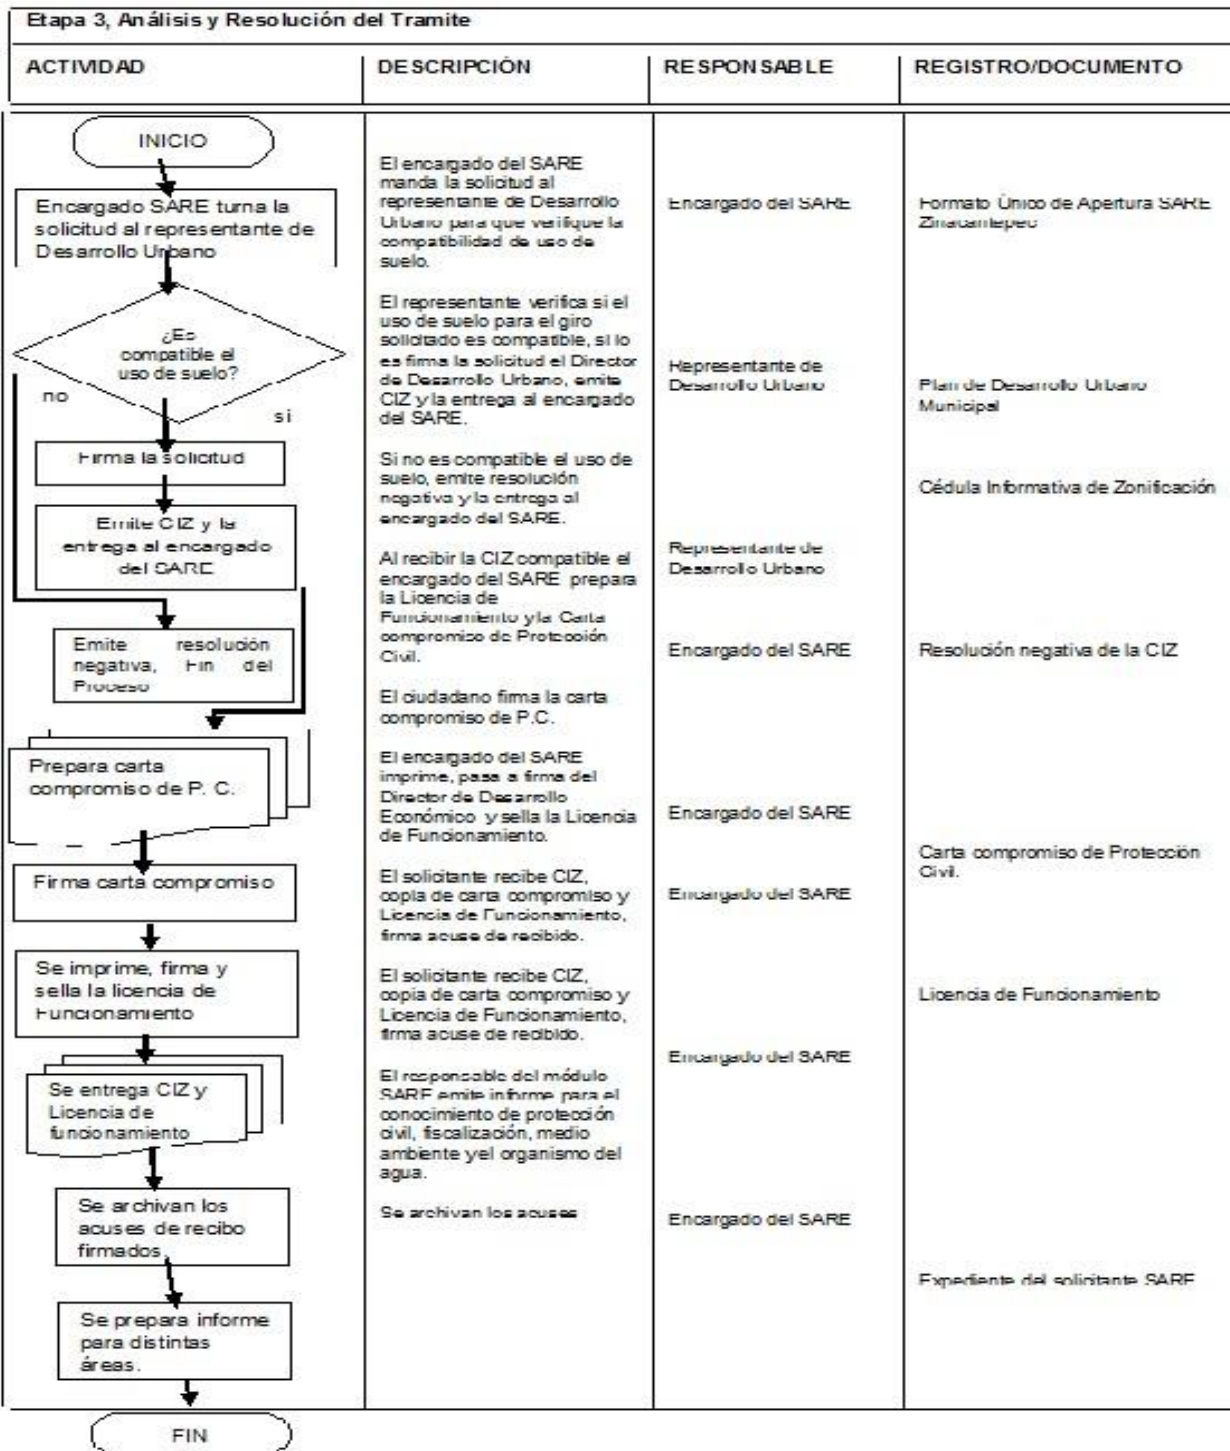 Etapa 3, Análisis y Resolución del Tramite
ACTIVIDAD
DESCRIPCIÓN
RESPONSABLE
REGISTRO/DOCUMENTO
INICIO
Encargado SARE turna la
solicitud al representante de
Desarrollo Urbano
¿Es
compatible el
uso de suelo?
no
si
Firma la solicitud
Emite CIZ y la
entrega al encargado
del SARE
Emite resolución
negativa, Fin del
Proceso
Prepara carta
compromiso de P. C.
Firma carta compromiso
Se imprime, firma y
sella la licencia de
Funcionamiento
Se entrega CIZ y
Licencia de
funcionamiento
Se archivan los
acuses de recibo
firmados.
Se prepara informe
para distintas
áreas.
FIN
El encargado del SARE
manda la solicitud al
representante de Desarrollo
Urbano para que verifique la
compatibilidad de uso de
suelo.
El representante verifica si el
uso de suelo para el giro
solicitado es compatible, si lo
es firma la solicitud el Director
de Desarrollo Urbano, emite
CIZ y la entrega al encargado
del SARE.
Si no es compatible el uso de
suelo, emite resolución
negativa y la entrega al
encargado del SARE.
Al recibir la CIZ compatible el
encargado del SARE prepara
la Licencia de
Funcionamiento y la Carta
compromiso de Protección
Civil.
El ciudadano firma la carta
compromiso de P.C.
El encargado del SARE
imprime, pasa a firma del
Director de Desarrollo
Económico y sella la Licencia
de Funcionamiento.
El solicitante recibe CIZ,
copia de carta compromiso y
Licencia de Funcionamiento,
firma acuse de recibido.
El solicitante recibe CIZ,
copia de carta compromiso y
Licencia de Funcionamiento,
firma acuse de recibido.
El responsable del módulo
SARE emite informe para el
conocimiento de protección
civil, fiscalización, medio
ambiente y el organismo del
agua.
Se archivan los acuses
Encargado del SARE
Representante de
Desarrollo Urbano
Representante de
Desarrollo Urbano
Encargado del SARE
Encargado del SARE
Encargado del SARE
Encargado del SARE
Encargado del SARE
Formato Único de Apertura SARE
Zinacantepec
Plan de Desarrollo Urbano
Municipal
Cédula Informativa de Zonificación
Resolución negativa de la CIZ
Carta compromiso de Protección
Civil.
Licencia de Funcionamiento
Expediente del solicitante SARE